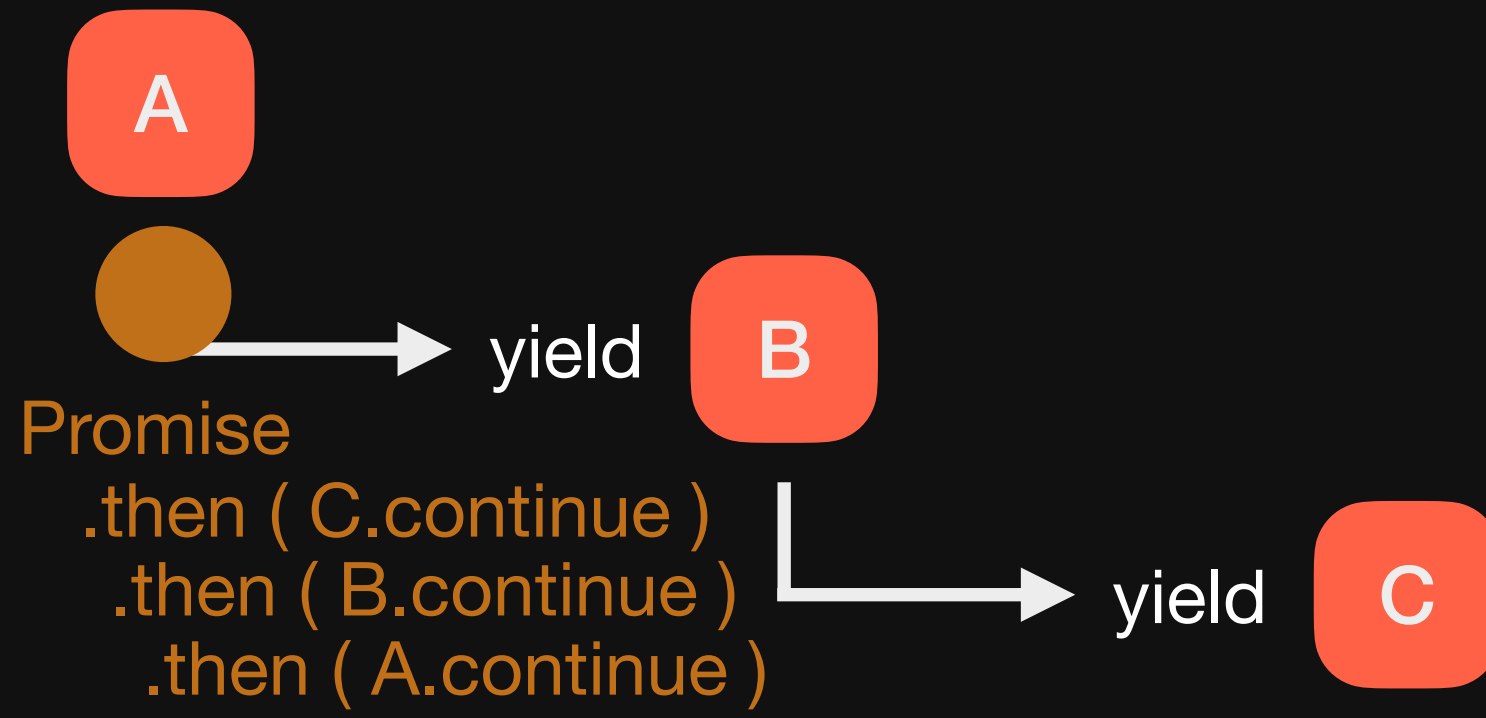 A
yield B
Promise
.then ( C.continue )
.then ( B.continue )
yield C
.then ( A.continue )